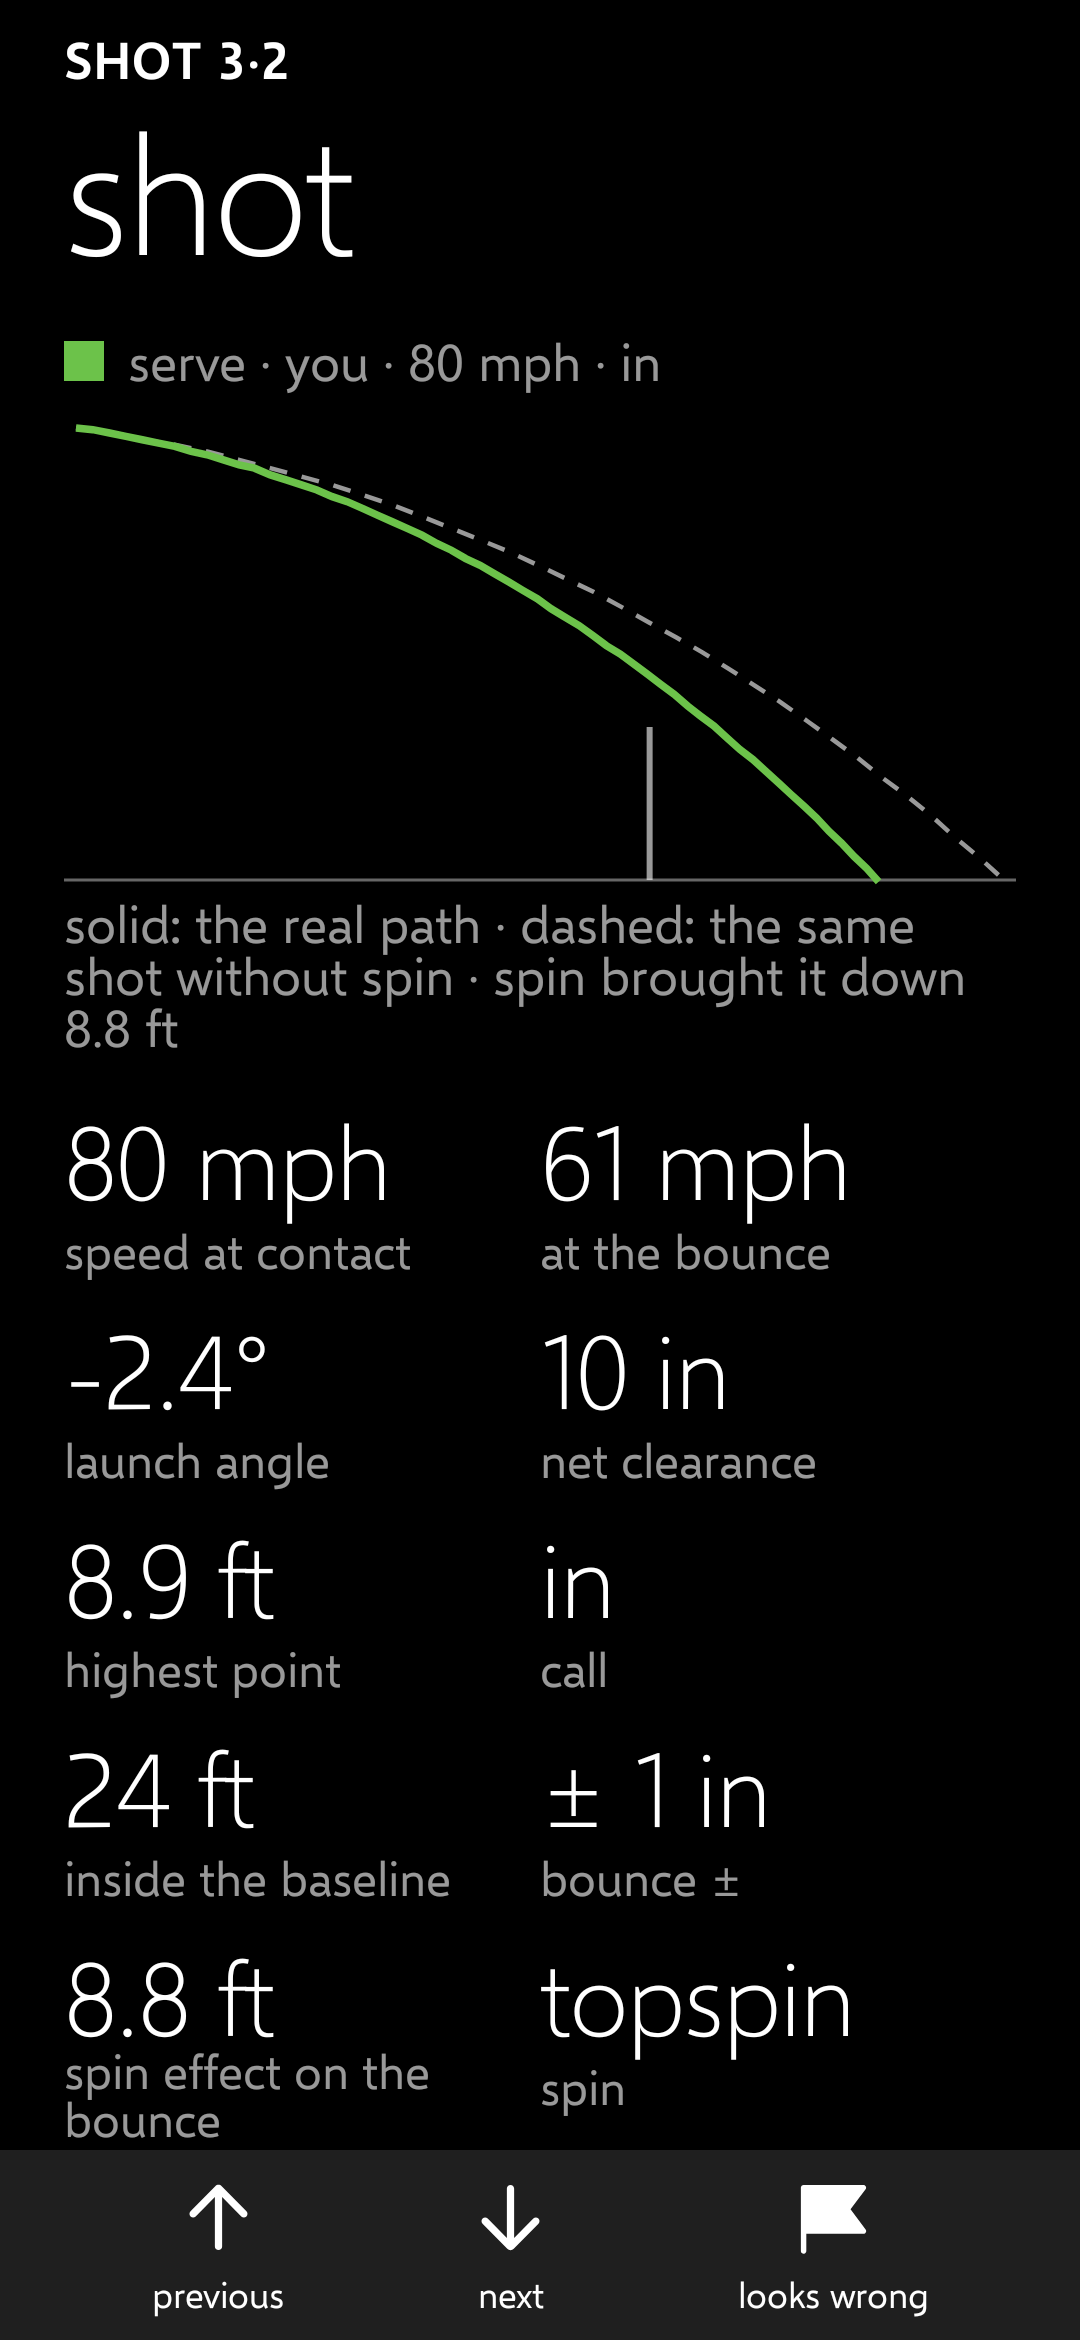 SHOT 3·2
shot
serve · you · 80 mph · in
solid: the real path · dashed: the same
shot without spin · spin brought it down
8.8 ft
80 mph
speed at contact
61 mph
at the bounce
-2.4°
launch angle
10 in
net clearance
8.9 ft
highest point
in
call
24 ft
inside the baseline
± 1 in
bounce ±
8.8 ft
spin effect on the
bounce
topspin
spin
previous
next
looks wrong